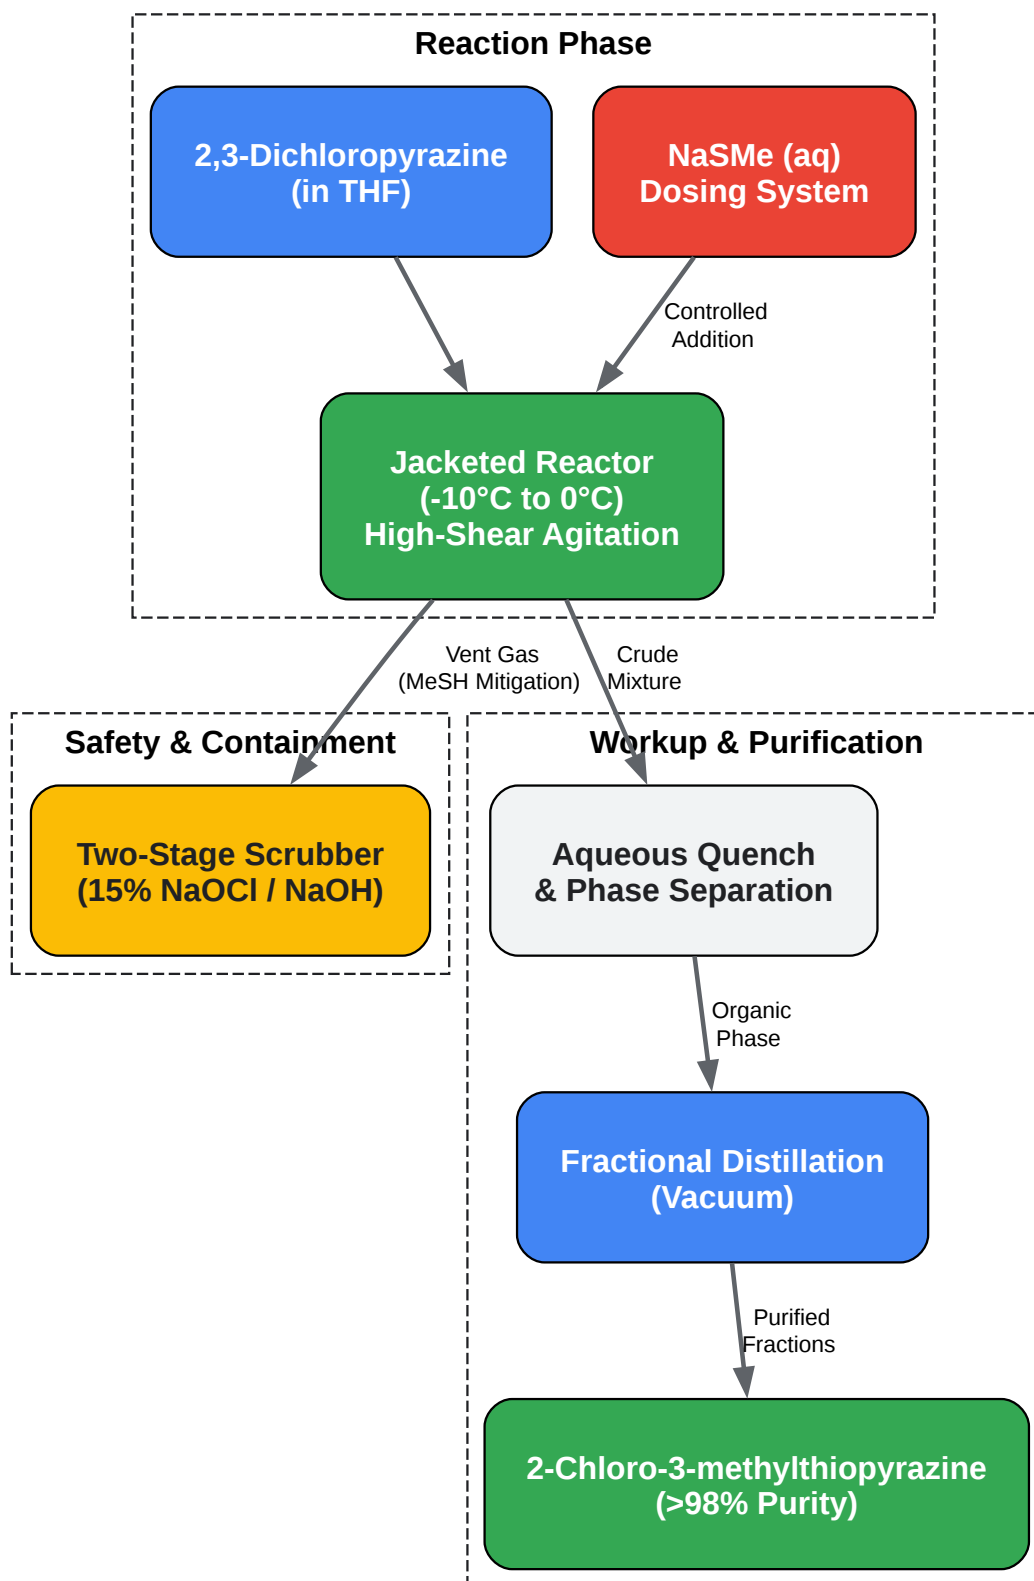 Reaction Phase
2,3-Dichloropyrazine
(in THF)
NaSMe (aq)
Dosing System
Controlled
Addition
Jacketed Reactor
(-10°C to 0°C)
High-Shear Agitation
Vent Gas
(MeSH Mitigation)
Crude
Mixture
Safety & Containment
Two-Stage Scrubber
(15% NaOCl / NaOH)
Workup & Purification
Aqueous Quench
& Phase Separation
Organic
Phase
Fractional Distillation
(Vacuum)
Purified
Fractions
2-Chloro-3-methylthiopyrazine
(>98% Purity)